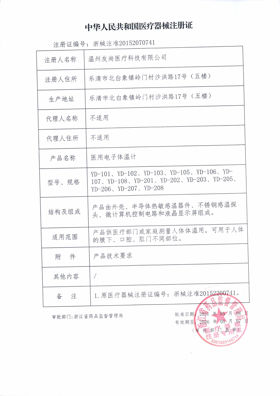 中华人民共和国医疗器械注册证
注册证编号：浙械注准20152070741
注册人名称 温州发尚医疗科技有限公司
注册人住所 乐清市北白象镇岭门村沙洪路17号（五楼）
生产地址 乐清市北白象镇岭门村沙洪路17号（五楼）
代理人名称 不适用
代理人住所 不适用
产品名称 医用电子体温计
型号、规格 YD-101、YD-102、YD-103、YD-105、YD-106、YD-
107、YD-108、YD-201、YD-202、YD-203、YD-205、
YD-206、YD-207、YD-208
结构及组成 产品由外壳、半导体热敏感温器件、不锈钢感温探
头、微计算机控制电路和液晶显示屏组成。
适用范围 产品供医疗部门或家庭测量人体体温用。可用于人体
的腋下、口腔、肛门不同部位。
附件 产品技术要求
其他内容 /
备注 1.原医疗器械注册证编号：浙械注准20152200741。
审批部门：浙江省药品监督管理局